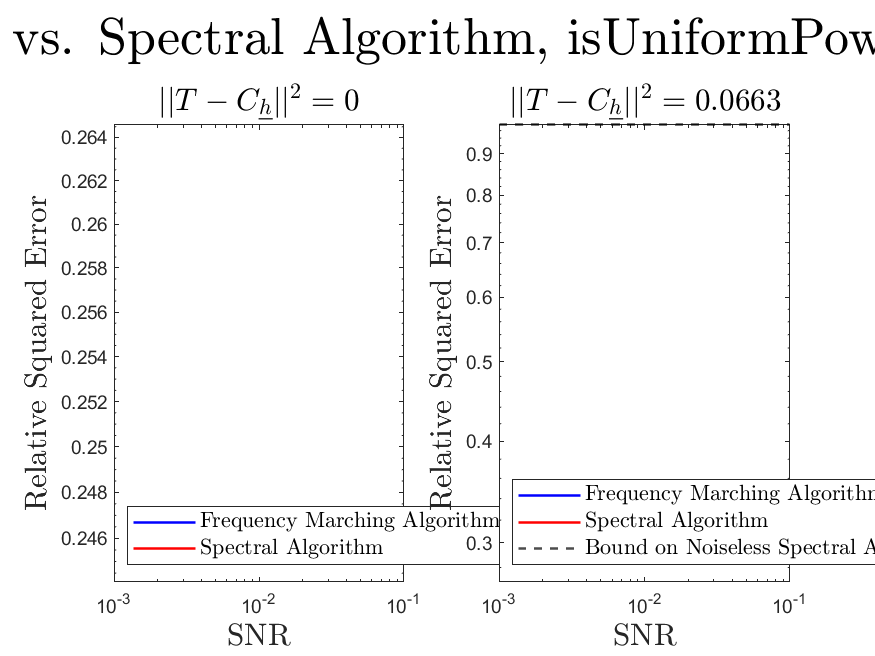 vs. Spectral Algorithm, isUniformPow
||T − C_h||² = 0
0.264
0.262
0.26
0.258
0.256
0.254
0.252
0.25
0.248
0.246
Relative Squared Error
Frequency Marching Algorithm
Spectral Algorithm
10⁻³
10⁻²
10⁻¹
SNR
||T − C_h||² = 0.0663
0.9
0.8
0.7
0.6
0.5
0.4
0.3
Relative Squared Error
Frequency Marching Algorithm
Spectral Algorithm
Bound on Noiseless Spectral A
10⁻³
10⁻²
10⁻¹
SNR